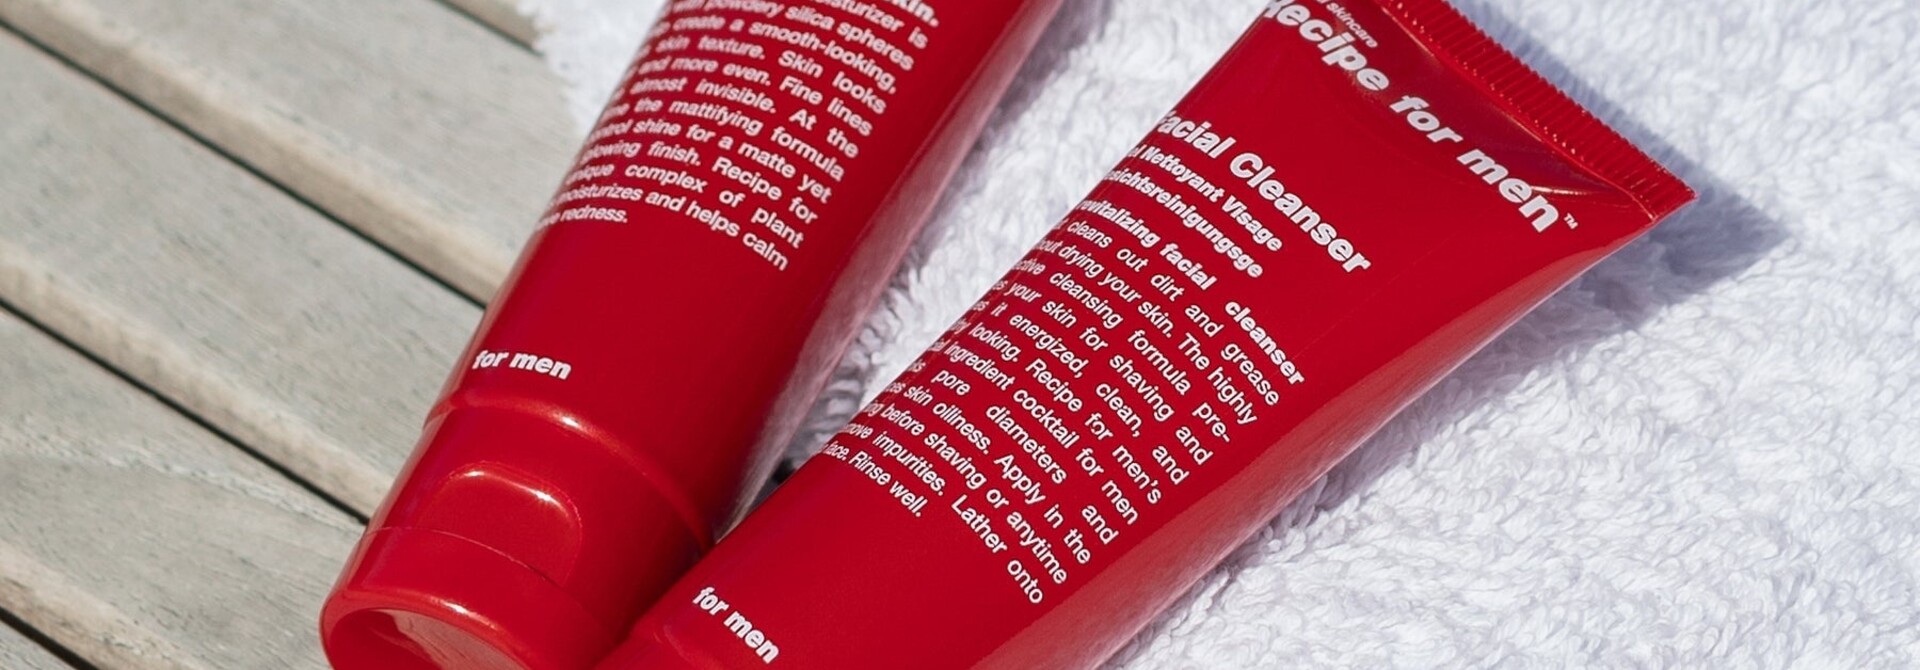 skin.
moisturizer is
with powdery silica spheres
create a smooth-looking,
skin texture. Skin looks
and more even. Fine lines
almost invisible. At the
the mattifying formula
control shine for a matte yet
glowing finish. Recipe for
unique complex of plant
moisturizes and helps calm
redness.
for men
skincare
Recipe for men™
Facial Cleanser
Nettoyant Visage
revitalizing facial cleanser
cleans out dirt and grease
drying your skin. The highly
cleansing formula pre-
your skin for shaving and
it energized, clean, and
looking. Recipe for men's
ingredient cocktail for men
pore diameters and
skin oiliness. Apply in the
before shaving or anytime
impurities. Lather onto
face. Rinse well.
for men